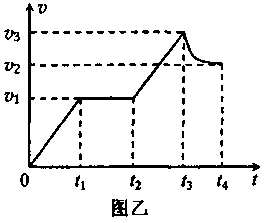 v
v₃
v₂
v₁
0 t₁ t₂ t₃ t₄ t
图乙